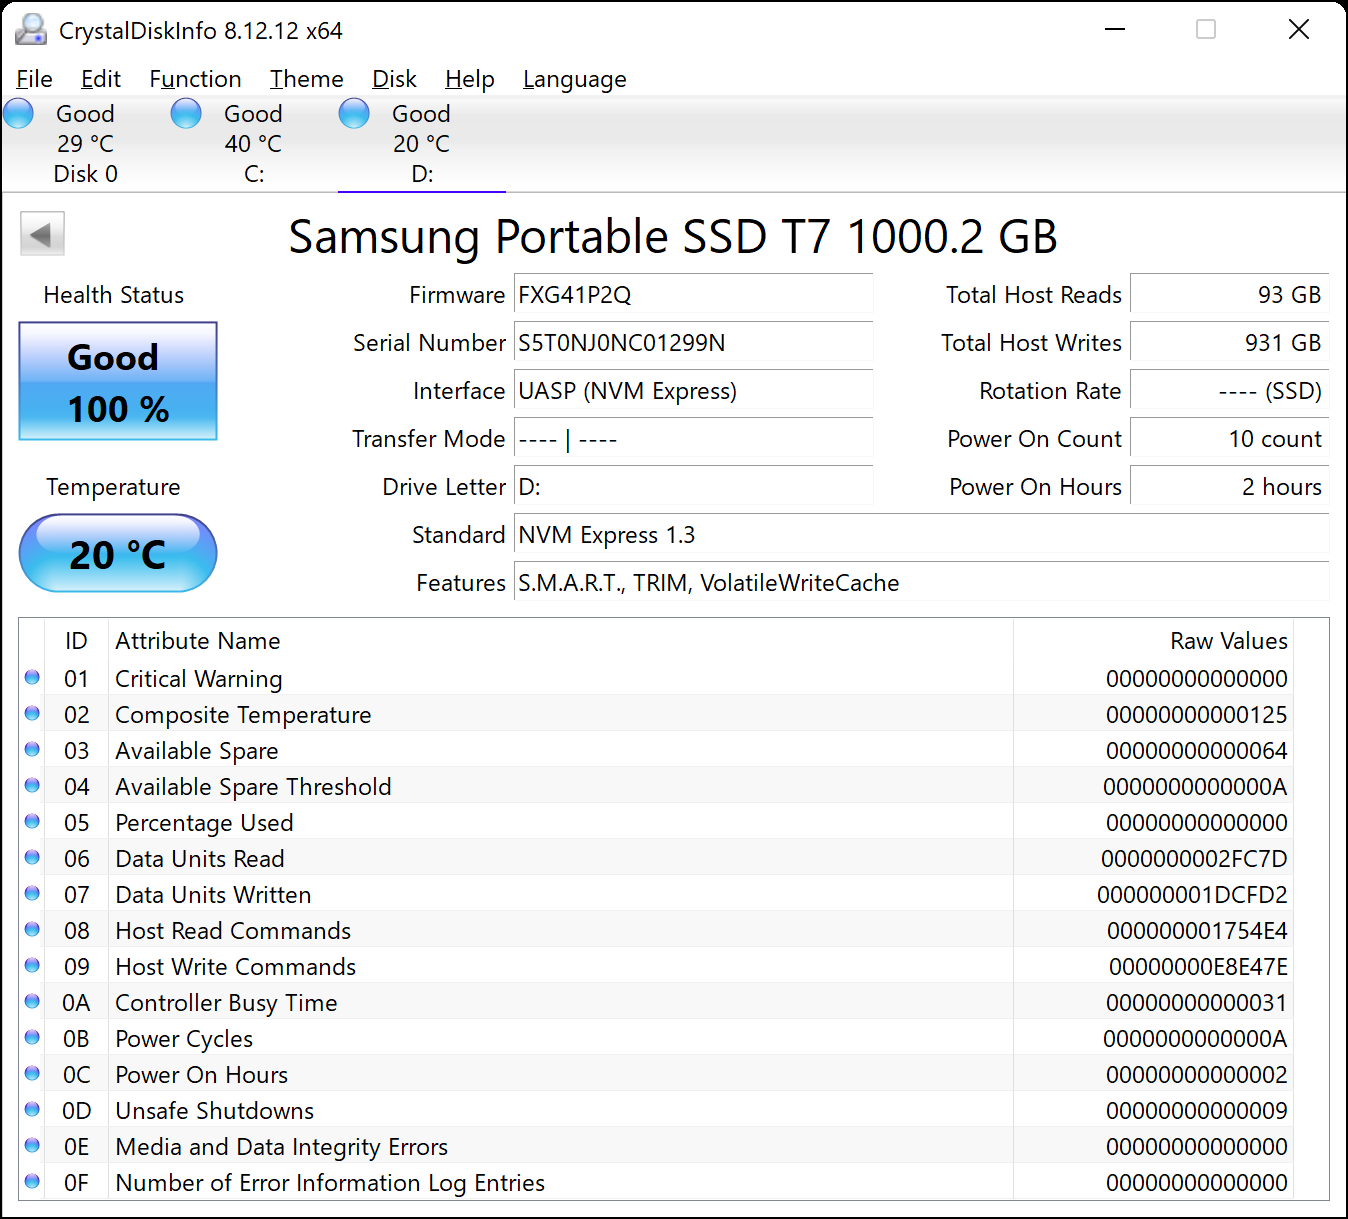 CrystalDiskInfo 8.12.12 x64
File Edit Function Theme Disk Help Language
Good Good Good
29 °C 40 °C 20 °C
Disk 0 C: D:
Samsung Portable SSD T7 1000.2 GB
Health Status
Good
100 %
Temperature
20 °C
Firmware FXG41P2Q
Serial Number S5T0NJ0NC01299N
Interface UASP (NVM Express)
Transfer Mode ---- | ----
Drive Letter D:
Standard NVM Express 1.3
Features S.M.A.R.T., TRIM, VolatileWriteCache
Total Host Reads 93 GB
Total Host Writes 931 GB
Rotation Rate ---- (SSD)
Power On Count 10 count
Power On Hours 2 hours
ID Attribute Name Raw Values
01 Critical Warning 00000000000000
02 Composite Temperature 00000000000125
03 Available Spare 00000000000064
04 Available Spare Threshold 0000000000000A
05 Percentage Used 00000000000000
06 Data Units Read 0000000002FC7D
07 Data Units Written 000000001DCFD2
08 Host Read Commands 000000001754E4
09 Host Write Commands 00000000E8E47E
0A Controller Busy Time 00000000000031
0B Power Cycles 0000000000000A
0C Power On Hours 00000000000002
0D Unsafe Shutdowns 00000000000009
0E Media and Data Integrity Errors 00000000000000
0F Number of Error Information Log Entries 00000000000000